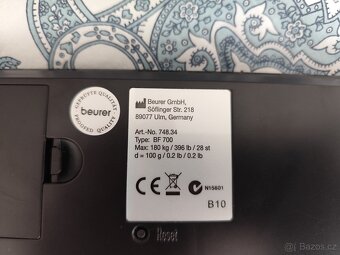 GEPRÜFTE QUALITÄT
beurer
PROVED QUALITY
Beurer GmbH,
Söflinger Str. 218
89077 Ulm, Germany
Art.-No. 748.34
Type: BF 700
Max: 180 kg / 396 lb / 28 st
d = 100 g / 0.2 lb / 0.2 lb
CE
N15601
B10
Reset
sbazos.cz